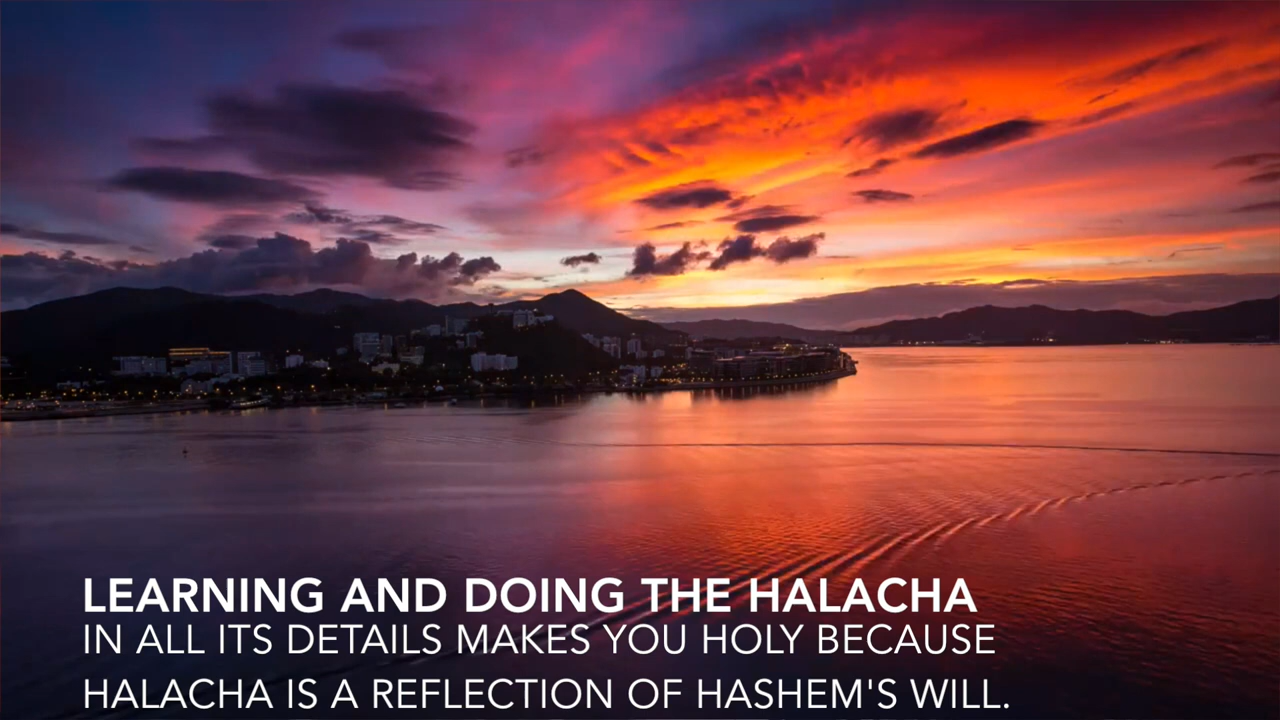 LEARNING AND DOING THE HALACHA
IN ALL ITS DETAILS MAKES YOU HOLY BECAUSE
HALACHA IS A REFLECTION OF HASHEM'S WILL.